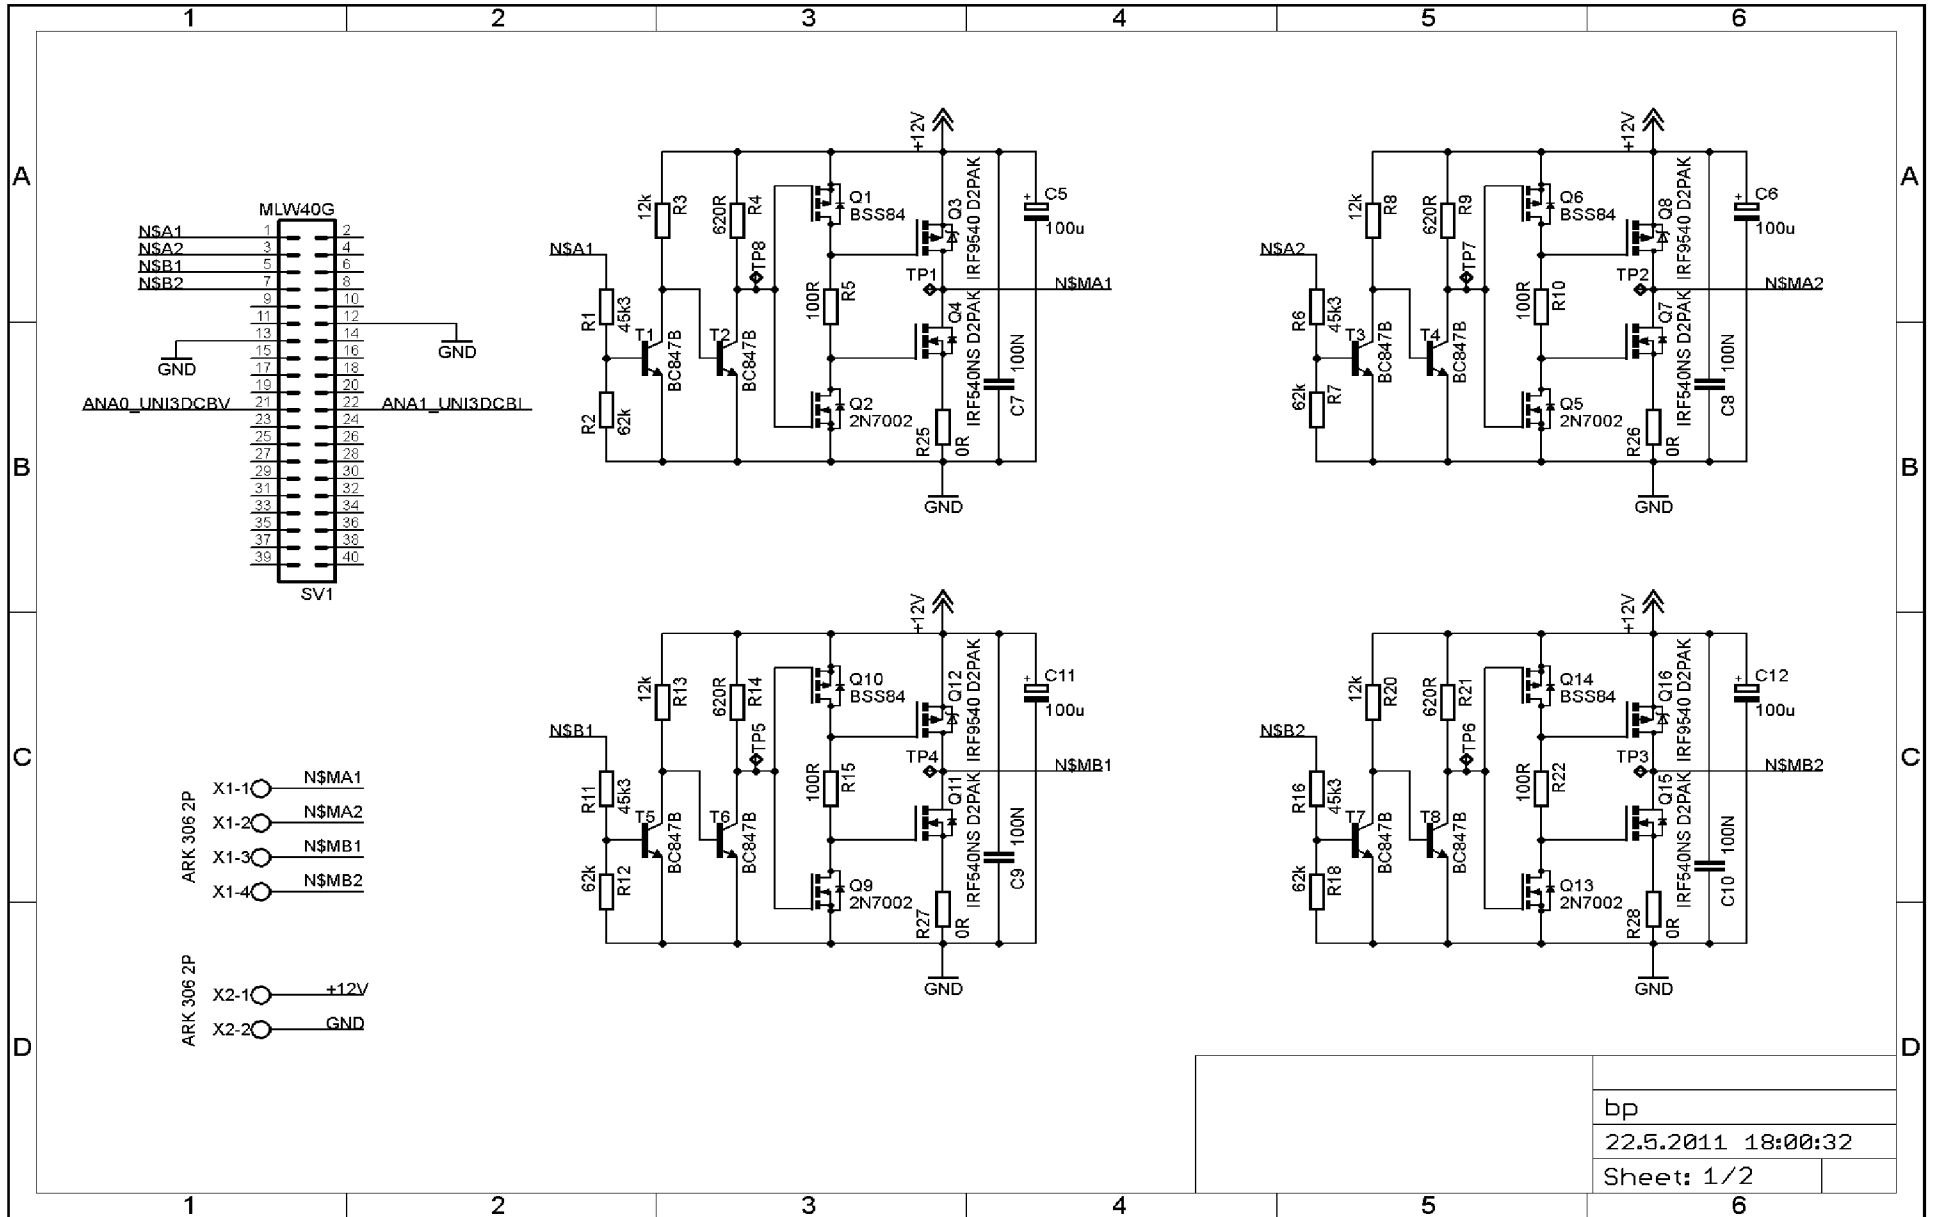 1 2 3 4 5 6
A
B
C
D
A
B
C
D
1 2 3 4 5 6
MLW40G
N$A1 1 2
N$A2 3 4
N$B1 5 6
N$B2 7 8
9 10
11 12
13 14
15 16
17 18
19 20
ANA0_UNI3DCBV 21 22 ANA1_UNI3DCBI
23 24
25 26
27 28
29 30
31 32
33 34
35 36
37 38
39 40
GND
GND
SV1
ARK 306 2P
X1-1 N$MA1
X1-2 N$MA2
X1-3 N$MB1
X1-4 N$MB2
ARK 306 2P
X2-1 +12V
X2-2 GND
+12V
N$A1
R1 45k3
R2 62k
12k R3
620R R4
TP8
T1 BC847B
T2 BC847B
Q1
BSS84
100R R5
Q2
2N7002
Q3 IRF9540 D2PAK
TP1
N$MA1
Q4 IRF540NS D2PAK
R25 0R
C7 100N
C5
+
100u
GND
+12V
N$A2
R6 45k3
62k R7
12k R8
620R R9
TP7
T3 BC847B
T4 BC847B
Q6
BSS84
100R R10
Q5
2N7002
Q8 IRF9540 D2PAK
TP2
N$MA2
Q7 IRF540NS D2PAK
R26 0R
C8 100N
C6
+
100u
GND
+12V
N$B1
R11 45k3
62k R12
12k R13
620R R14
TP5
T5 BC847B
T6 BC847B
Q10
BSS84
100R R15
Q9
2N7002
Q12 IRF9540 D2PAK
TP4
N$MB1
Q11 IRF540NS D2PAK
R27 0R
C9 100N
C11
+
100u
GND
+12V
N$B2
R16 45k3
62k R18
12k R20
620R R21
TP6
T7 BC847B
T8 BC847B
Q14
BSS84
100R R22
Q13
2N7002
Q16 IRF9540 D2PAK
TP3
N$MB2
Q15 IRF540NS D2PAK
R28 0R
C10 100N
C12
+
100u
GND
bp
22.5.2011 18:00:32
Sheet: 1/2